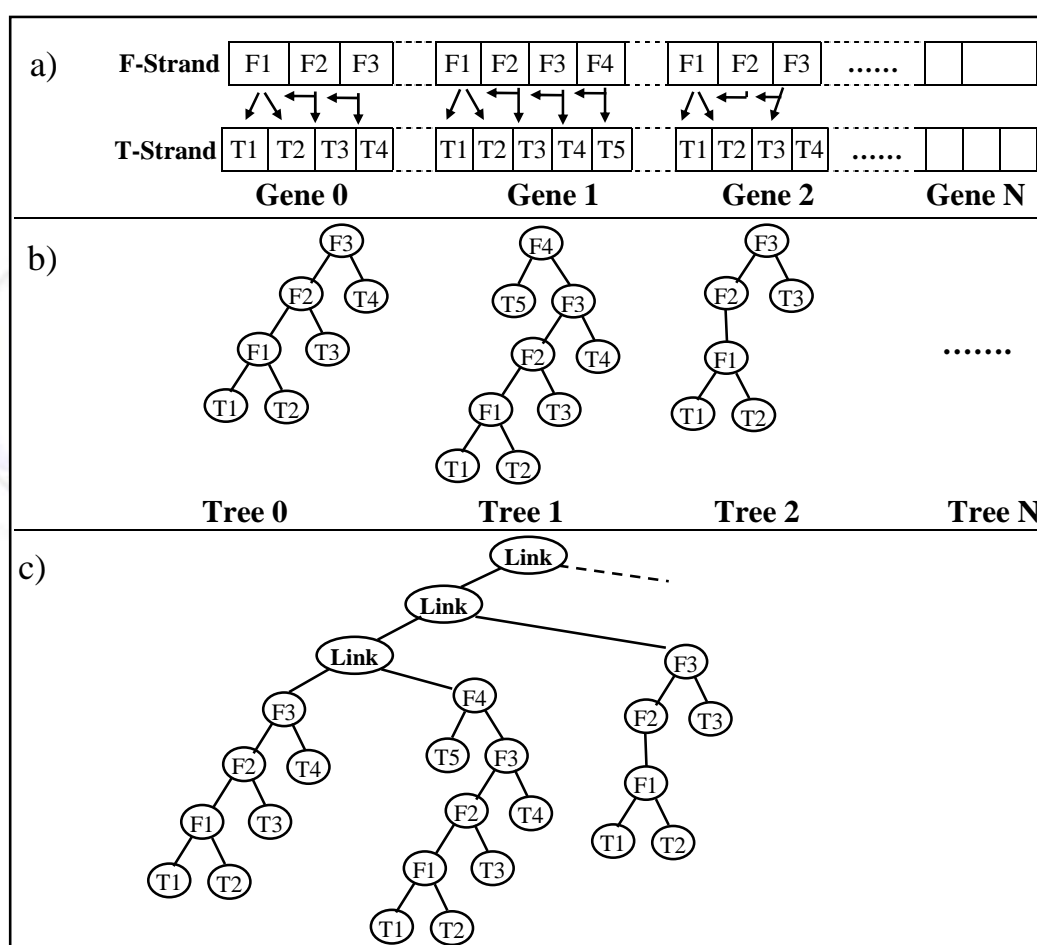 a)
F-Strand F1 F2 F3 F1 F2 F3 F4 F1 F2 F3 ......
T-Strand T1 T2 T3 T4 T1 T2 T3 T4 T5 T1 T2 T3 T4 ......
Gene 0 Gene 1 Gene 2 Gene N
b)
F3 F4 F3
F2 T4 T5 F3 F2 T3
F1 T3 F2 T4 F1 .......
T1 T2 F1 T3 T1 T2
T1 T2
Tree 0 Tree 1 Tree 2 Tree N
c)
Link
Link
Link F3
F3 F4 F2 T3
F2 T4 T5 F3 F1
F1 T3 F2 T4 T1 T2
T1 T2 F1 T3
T1 T2